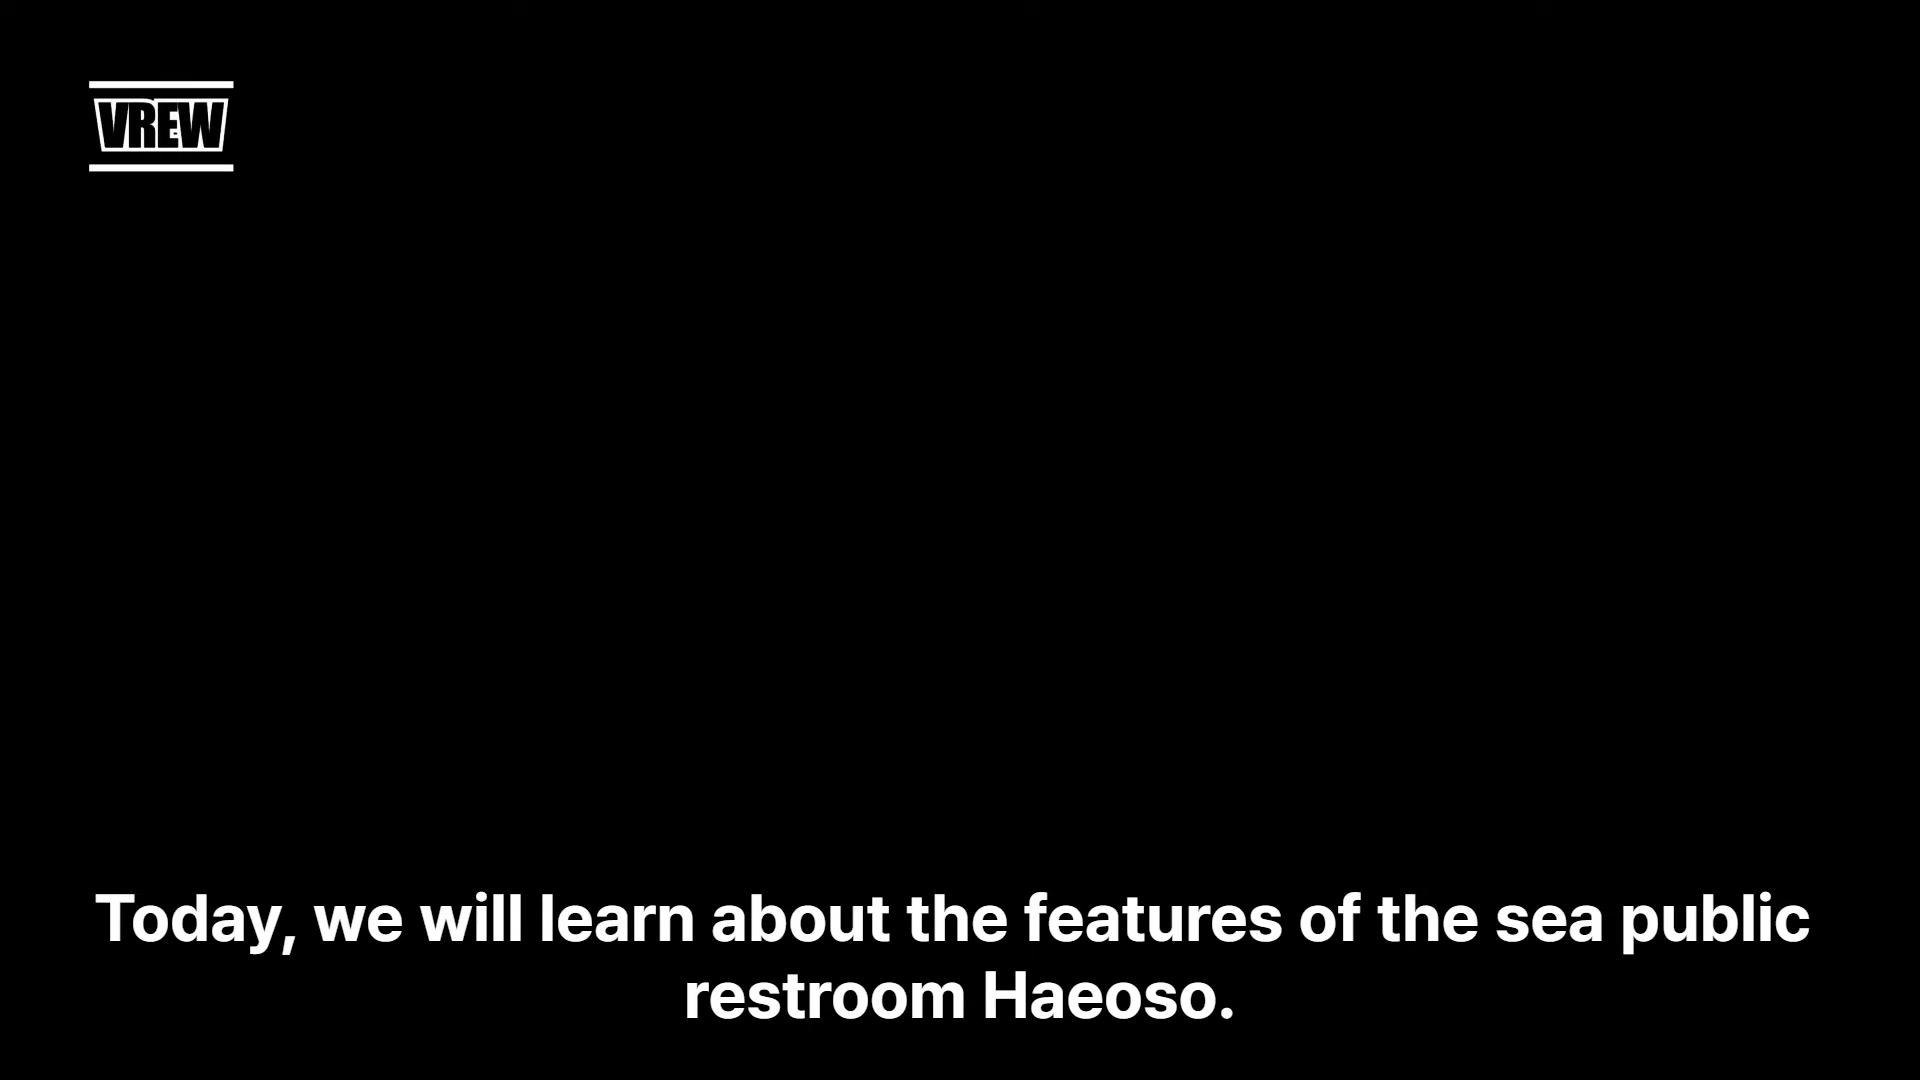 VREW
Today, we will learn about the features of the sea public
restroom Haeoso.